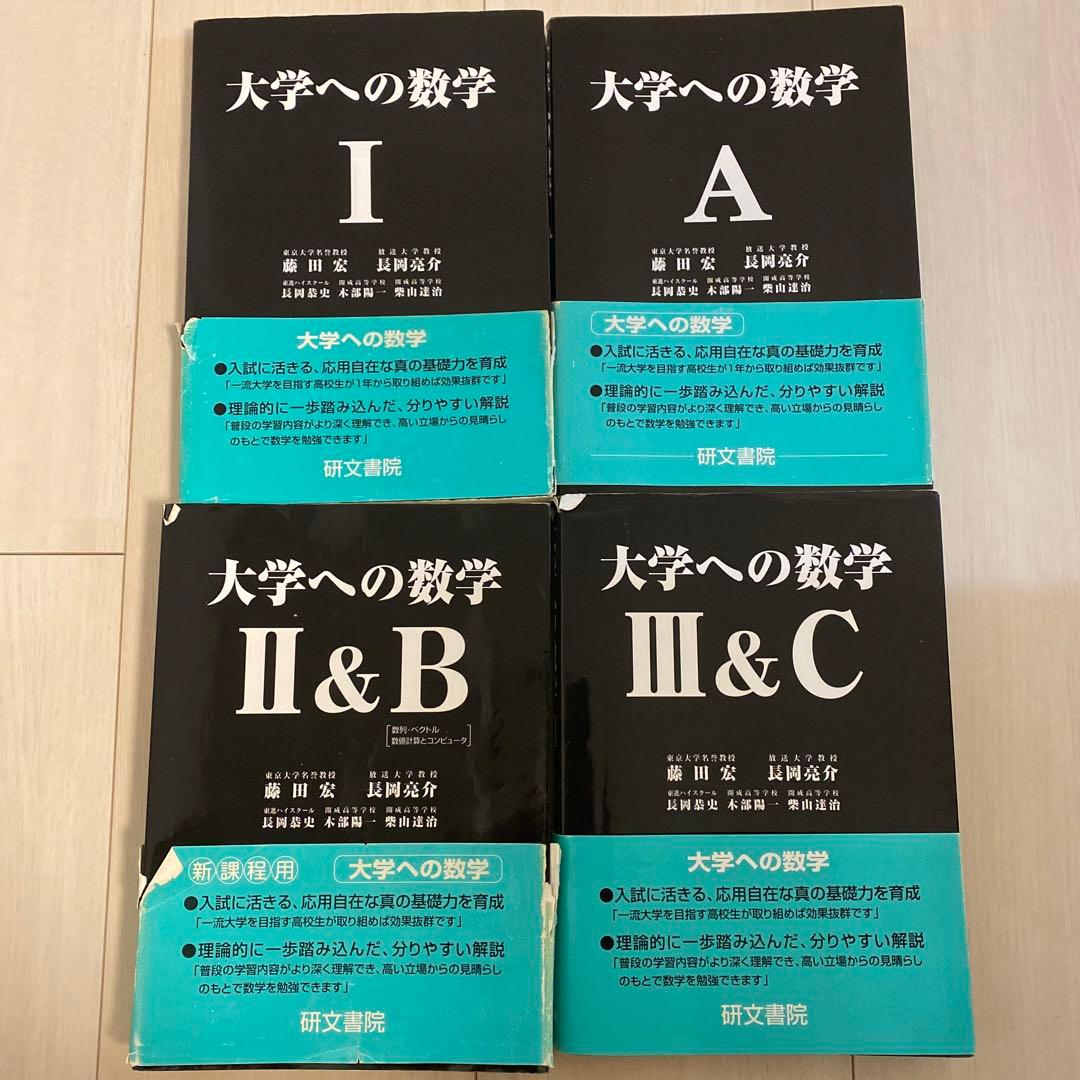 大学への数学
I
東京大学名誉教授 放送大学教授
藤田宏 長岡亮介
東進ハイスクール 開成高等学校 開成高等学校
長岡恭史 木部陽一 柴山達治
大学への数学
●入試に活きる、応用自在な真の基礎力を育成
「一流大学を目指す高校生が1年から取り組めば効果抜群です」
●理論的に一歩踏み込んだ、分りやすい解説
「普段の学習内容がより深く理解でき、高い立場からの見晴らし
のもとで数学を勉強できます」
研文書院
大学への数学
A
東京大学名誉教授 放送大学教授
藤田宏 長岡亮介
東進ハイスクール 開成高等学校 開成高等学校
長岡恭史 木部陽一 柴山達治
大学への数学
●入試に活きる、応用自在な真の基礎力を育成
「一流大学を目指す高校生が1年から取り組めば効果抜群です」
●理論的に一歩踏み込んだ、分りやすい解説
「普段の学習内容がより深く理解でき、高い立場からの見晴らし
のもとで数学を勉強できます」
研文書院
大学への数学
II&B
数列・ベクトル
数値計算とコンピュータ
東京大学名誉教授 放送大学教授
藤田宏 長岡亮介
東進ハイスクール 開成高等学校 開成高等学校
長岡恭史 木部陽一 柴山達治
新課程用 大学への数学
●入試に活きる、応用自在な真の基礎力を育成
「一流大学を目指す高校生が取り組めば効果抜群です」
●理論的に一歩踏み込んだ、分りやすい解説
「普段の学習内容がより深く理解でき、高い立場からの見晴らし
のもとで数学を勉強できます」
研文書院
大学への数学
III&C
東京大学名誉教授 放送大学教授
藤田宏 長岡亮介
東進ハイスクール 開成高等学校 開成高等学校
長岡恭史 木部陽一 柴山達治
大学への数学
●入試に活きる、応用自在な真の基礎力を育成
「一流大学を目指す高校生が取り組めば効果抜群です」
●理論的に一歩踏み込んだ、分りやすい解説
「普段の学習内容がより深く理解でき、高い立場からの見晴らし
のもとで数学を勉強できます」
研文書院